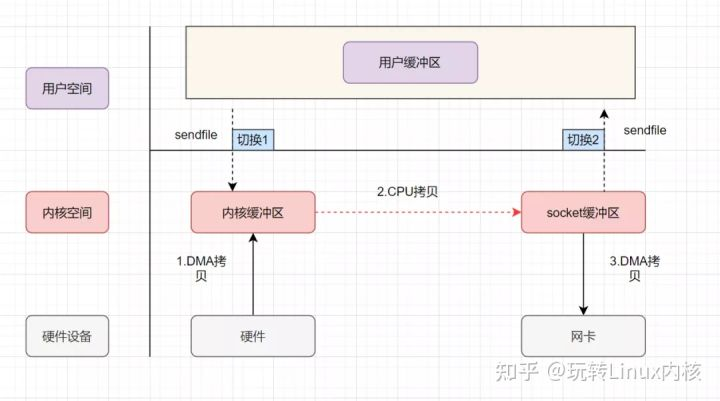 用户缓冲区
用户空间
sendfile
切换1
切换2
sendfile
2.CPU拷贝
内核空间
内核缓冲区
socket缓冲区
1.DMA拷
贝
3.DMA拷
贝
硬件设备
硬件
网卡
知乎 @玩转Linux内核